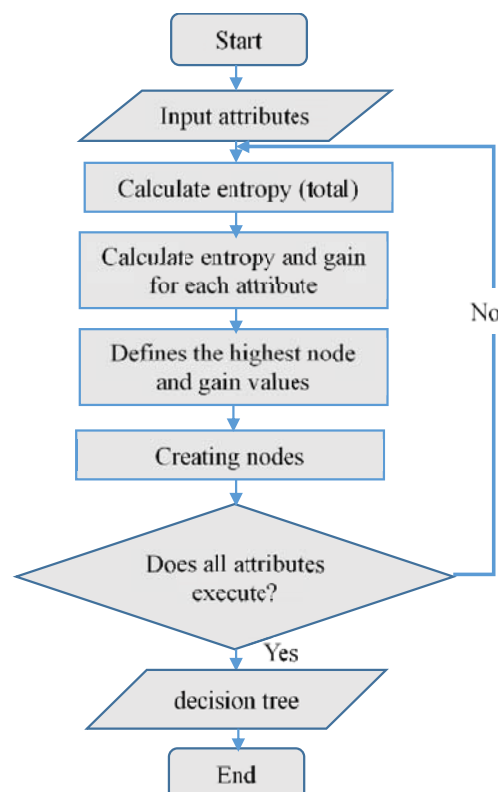 Start
Input attributes
Calculate entropy (total)
Calculate entropy and gain
for each attribute
No
Defines the highest node
and gain values
Creating nodes
Does all attributes
execute?
Yes
decision tree
End